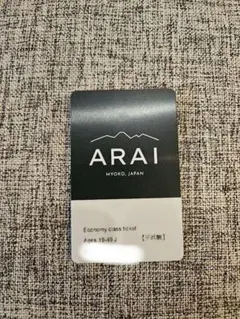 ARAI
MYOKO, JAPAN
Economy class ticket
Ages 19-49